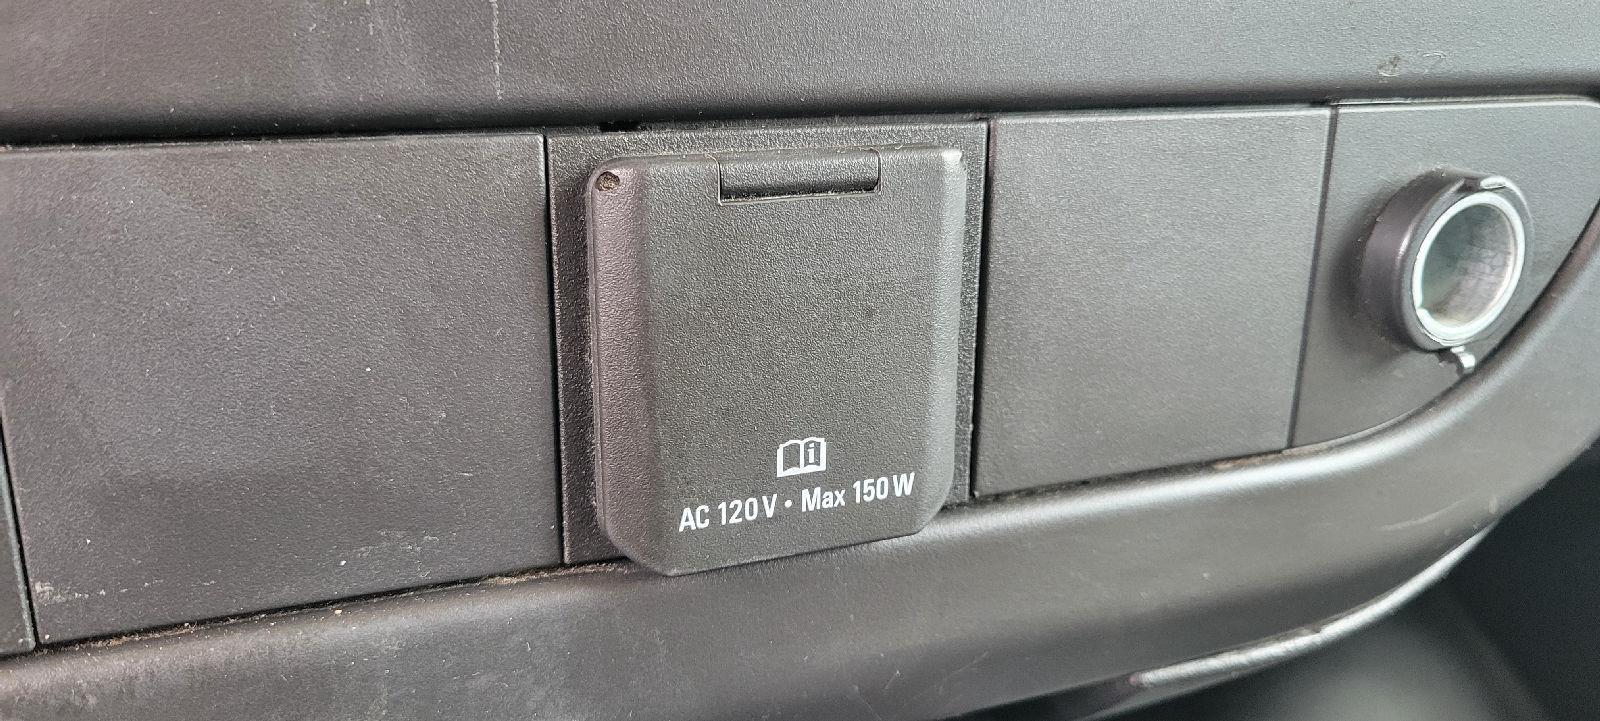 AC 120 V • Max 150 W